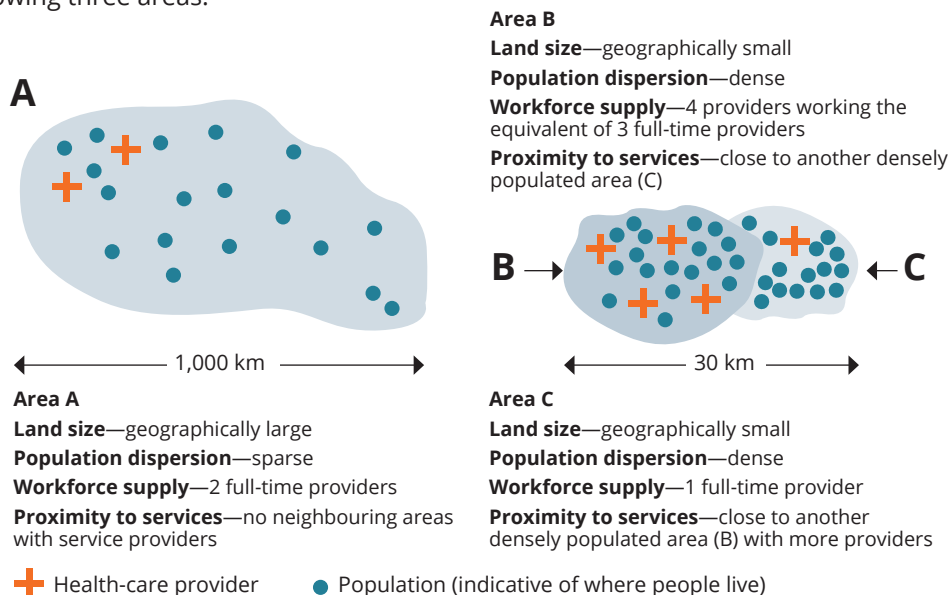 owing three areas:
A
1,000 km
Area A
Land size—geographically large
Population dispersion—sparse
Workforce supply—2 full-time providers
Proximity to services—no neighbouring areas
with service providers
Area B
Land size—geographically small
Population dispersion—dense
Workforce supply—4 providers working the
equivalent of 3 full-time providers
Proximity to services—close to another densely
populated area (C)
B
C
30 km
Area C
Land size—geographically small
Population dispersion—dense
Workforce supply—1 full-time provider
Proximity to services—close to another
densely populated area (B) with more providers
Health-care provider
Population (indicative of where people live)